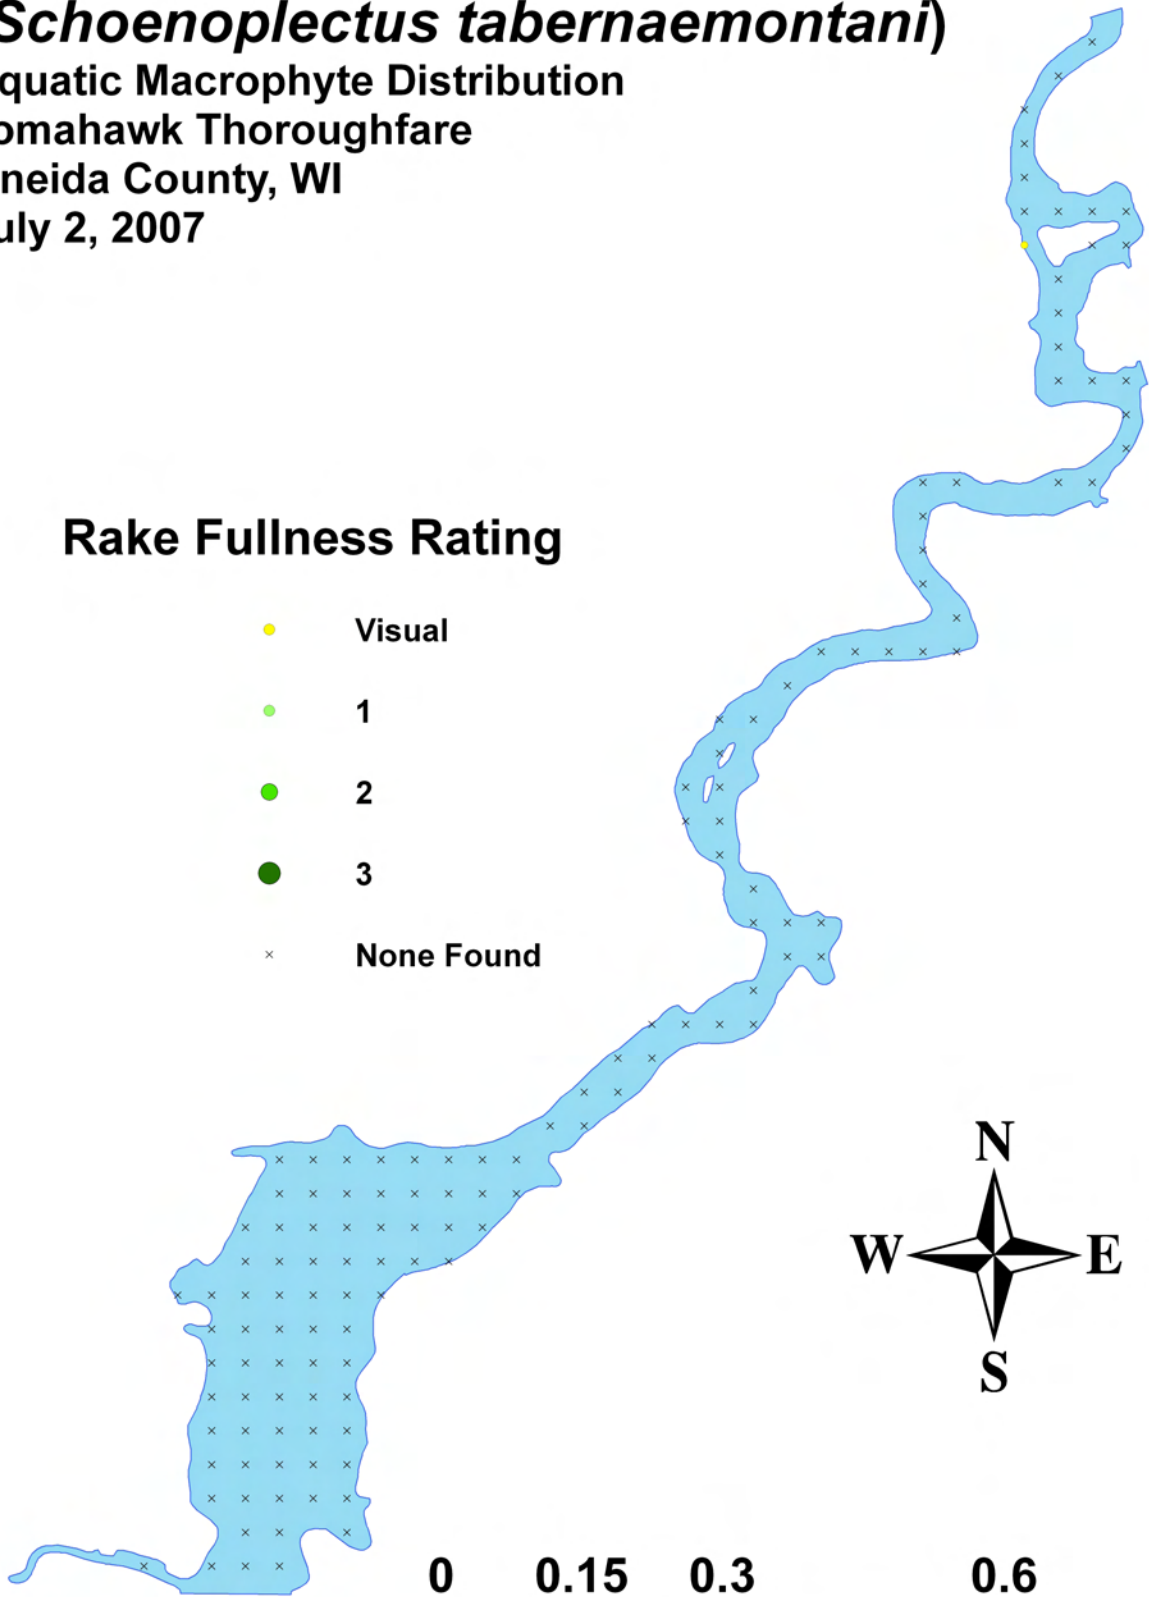 Schoenoplectus tabernaemontani)
quatic Macrophyte Distribution
omahawk Thoroughfare
neida County, WI
uly 2, 2007
Rake Fullness Rating
Visual
1
2
3
None Found
N
W E
S
0 0.15 0.3 0.6